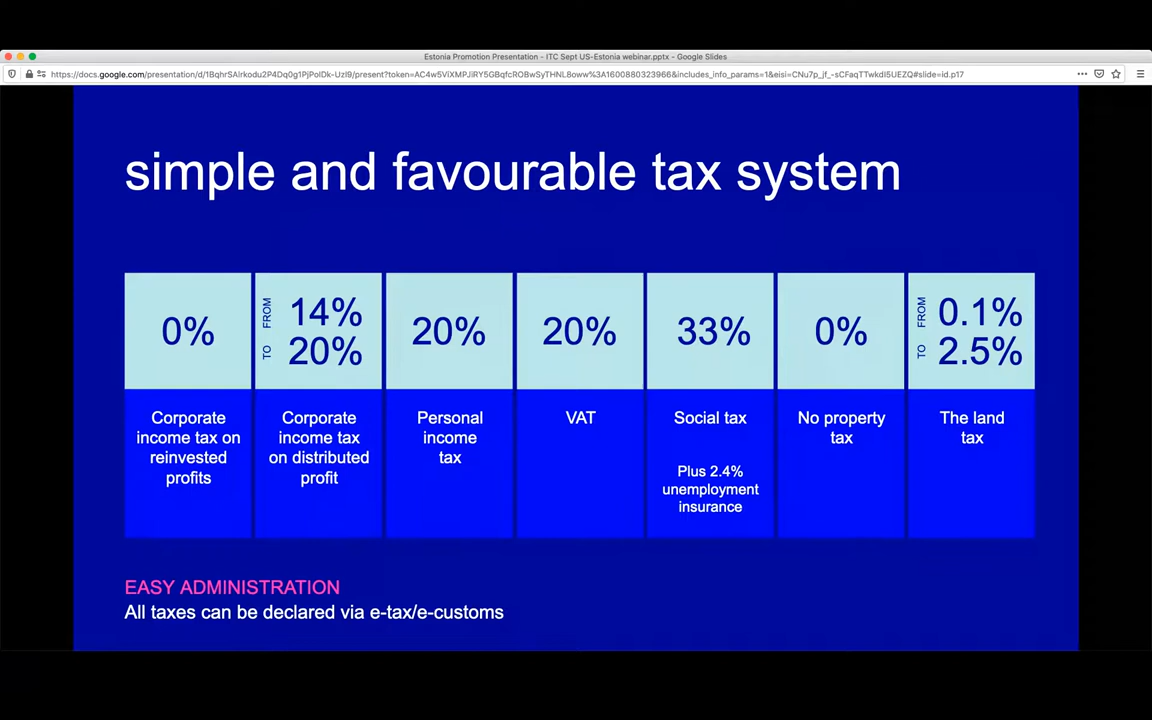 Estonia Promotion Presentation - ITC Sept US-Estonia webinar.pptx - Google Slides
simple and favourable tax system
0%
Corporate
income tax on
reinvested
profits
FROM 14%
TO 20%
Corporate
income tax
on distributed
profit
20%
Personal
income
tax
20%
VAT
33%
Social tax
Plus 2.4%
unemployment
insurance
0%
No property
tax
FROM 0.1%
TO 2.5%
The land
tax
EASY ADMINISTRATION
All taxes can be declared via e-tax/e-customs